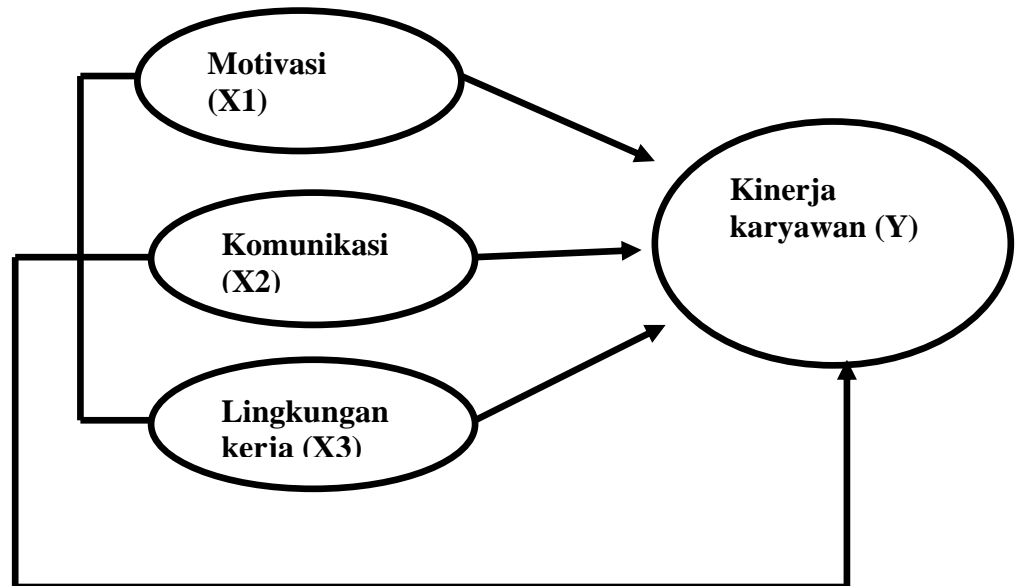 Motivasi
(X1)
Kinerja
karyawan (Y)
Komunikasi
(X2)
Lingkungan
kerja (X3)